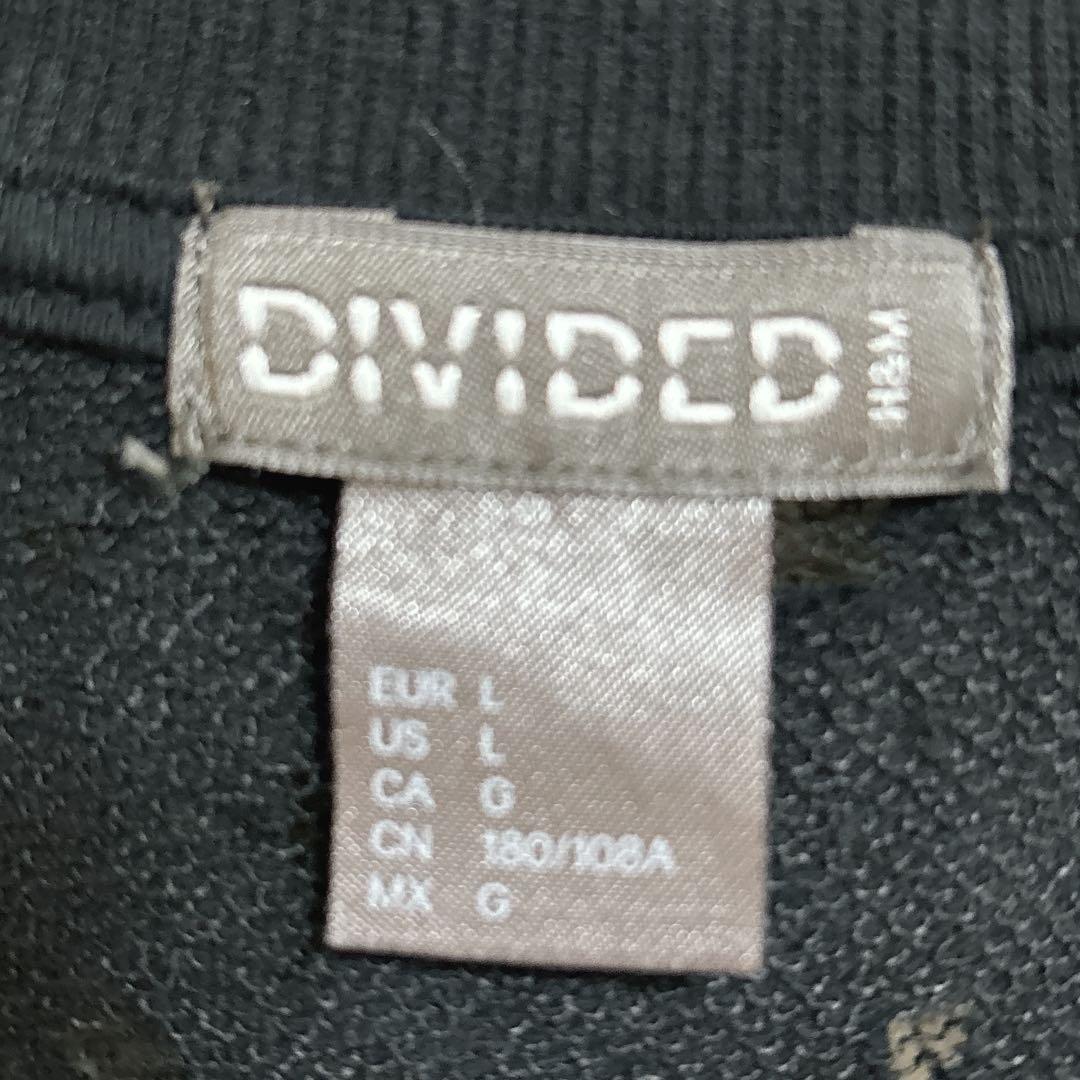 DIVIDED
H&M
EUR L
US L
CA G
CN 180/108A
MX G